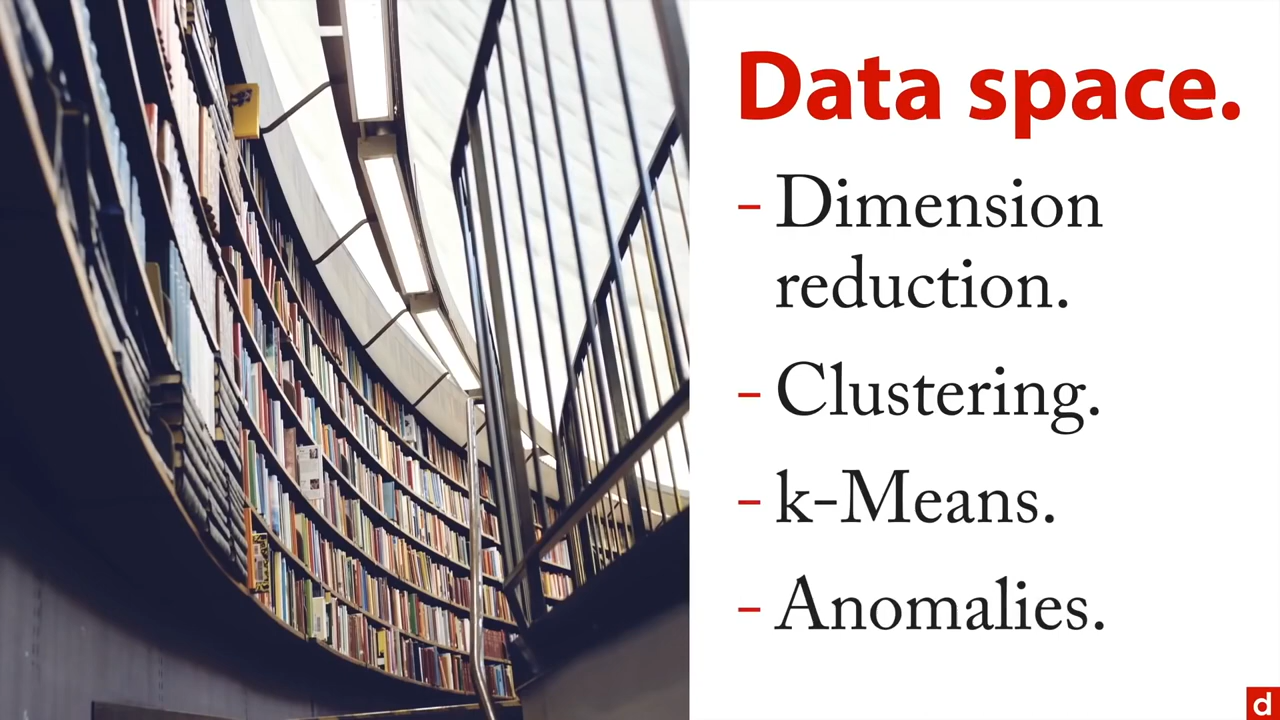 Data space.
- Dimension
reduction.
- Clustering.
- k-Means.
- Anomalies.
d